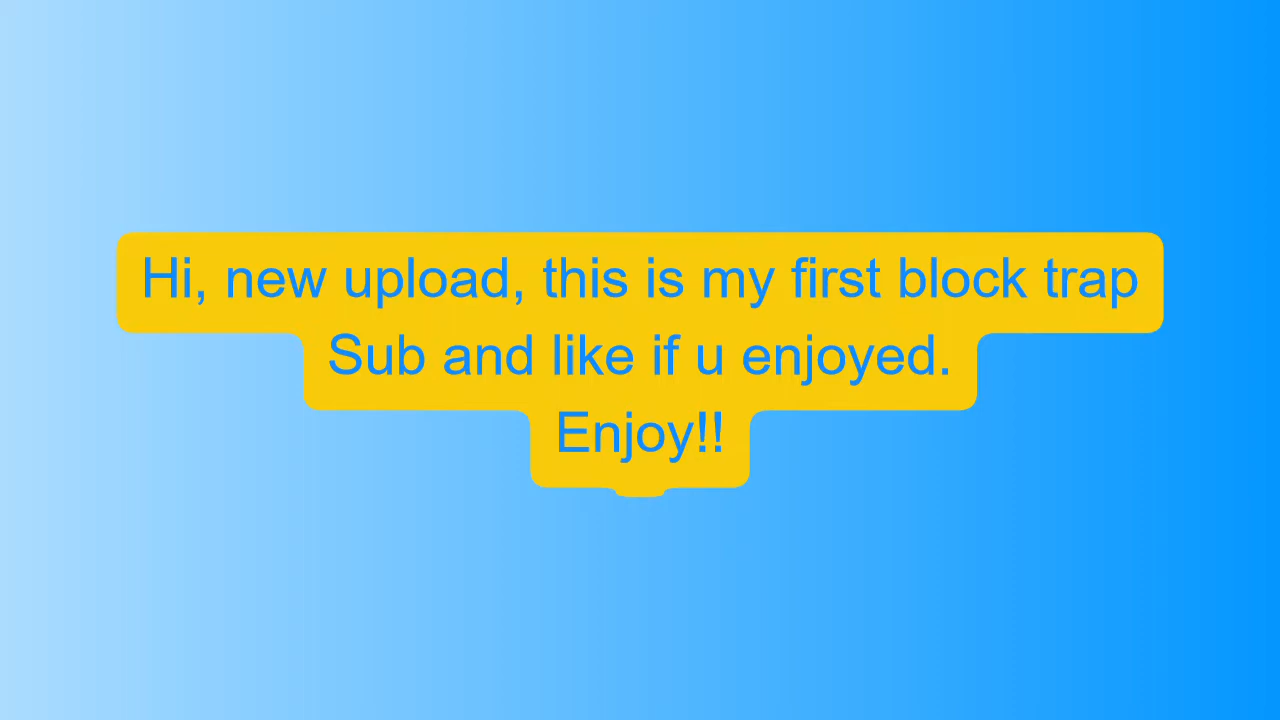 Hi, new upload, this is my first block trap
Sub and like if u enjoyed.
Enjoy!!